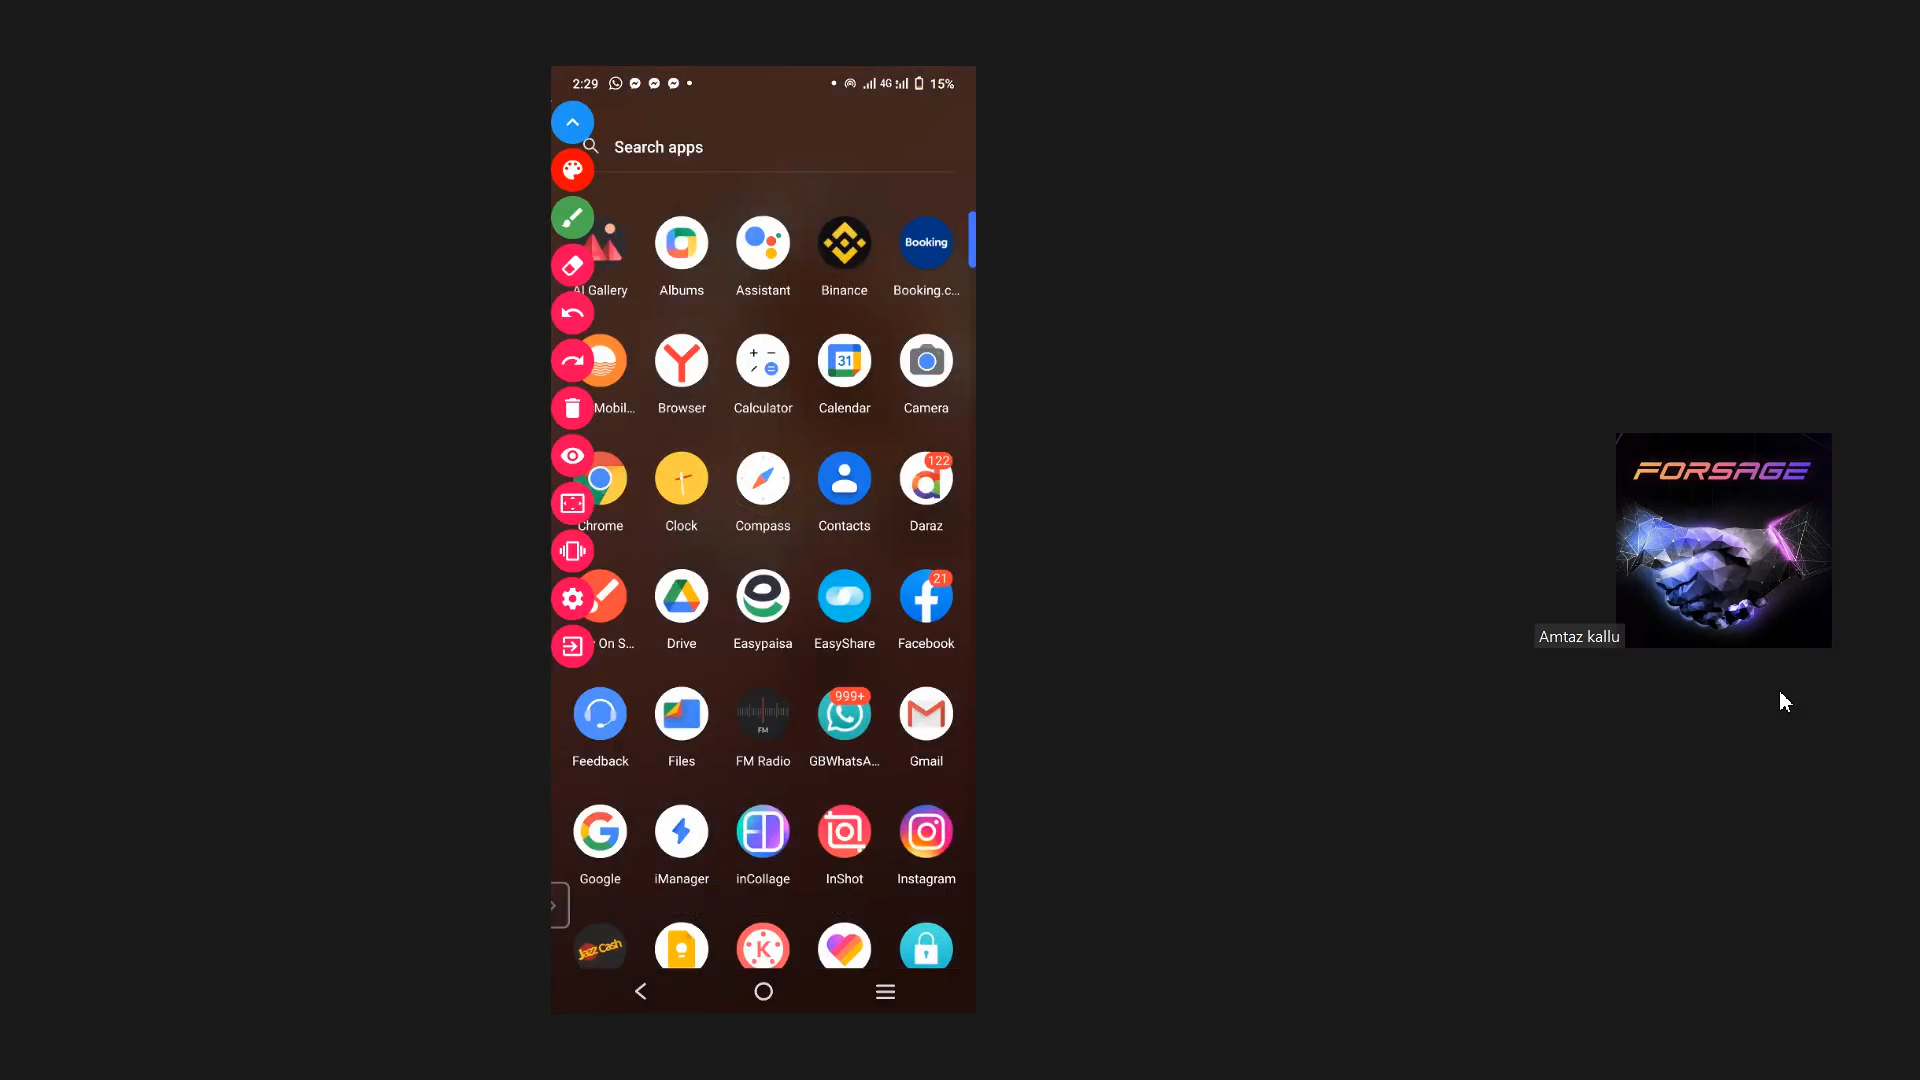 2:29 4G 15%
Search apps
Booking
AI Gallery Albums Assistant Binance Booking.c...
31
Mobil... Browser Calculator Calendar Camera
122
Chrome Clock Compass Contacts Daraz
21
On S... Drive Easypaisa EasyShare Facebook
999+
FM
Feedback Files FM Radio GBWhatsA... Gmail
Google iManager inCollage InShot Instagram
Jazz Cash K
FORSAGE
Amtaz kallu